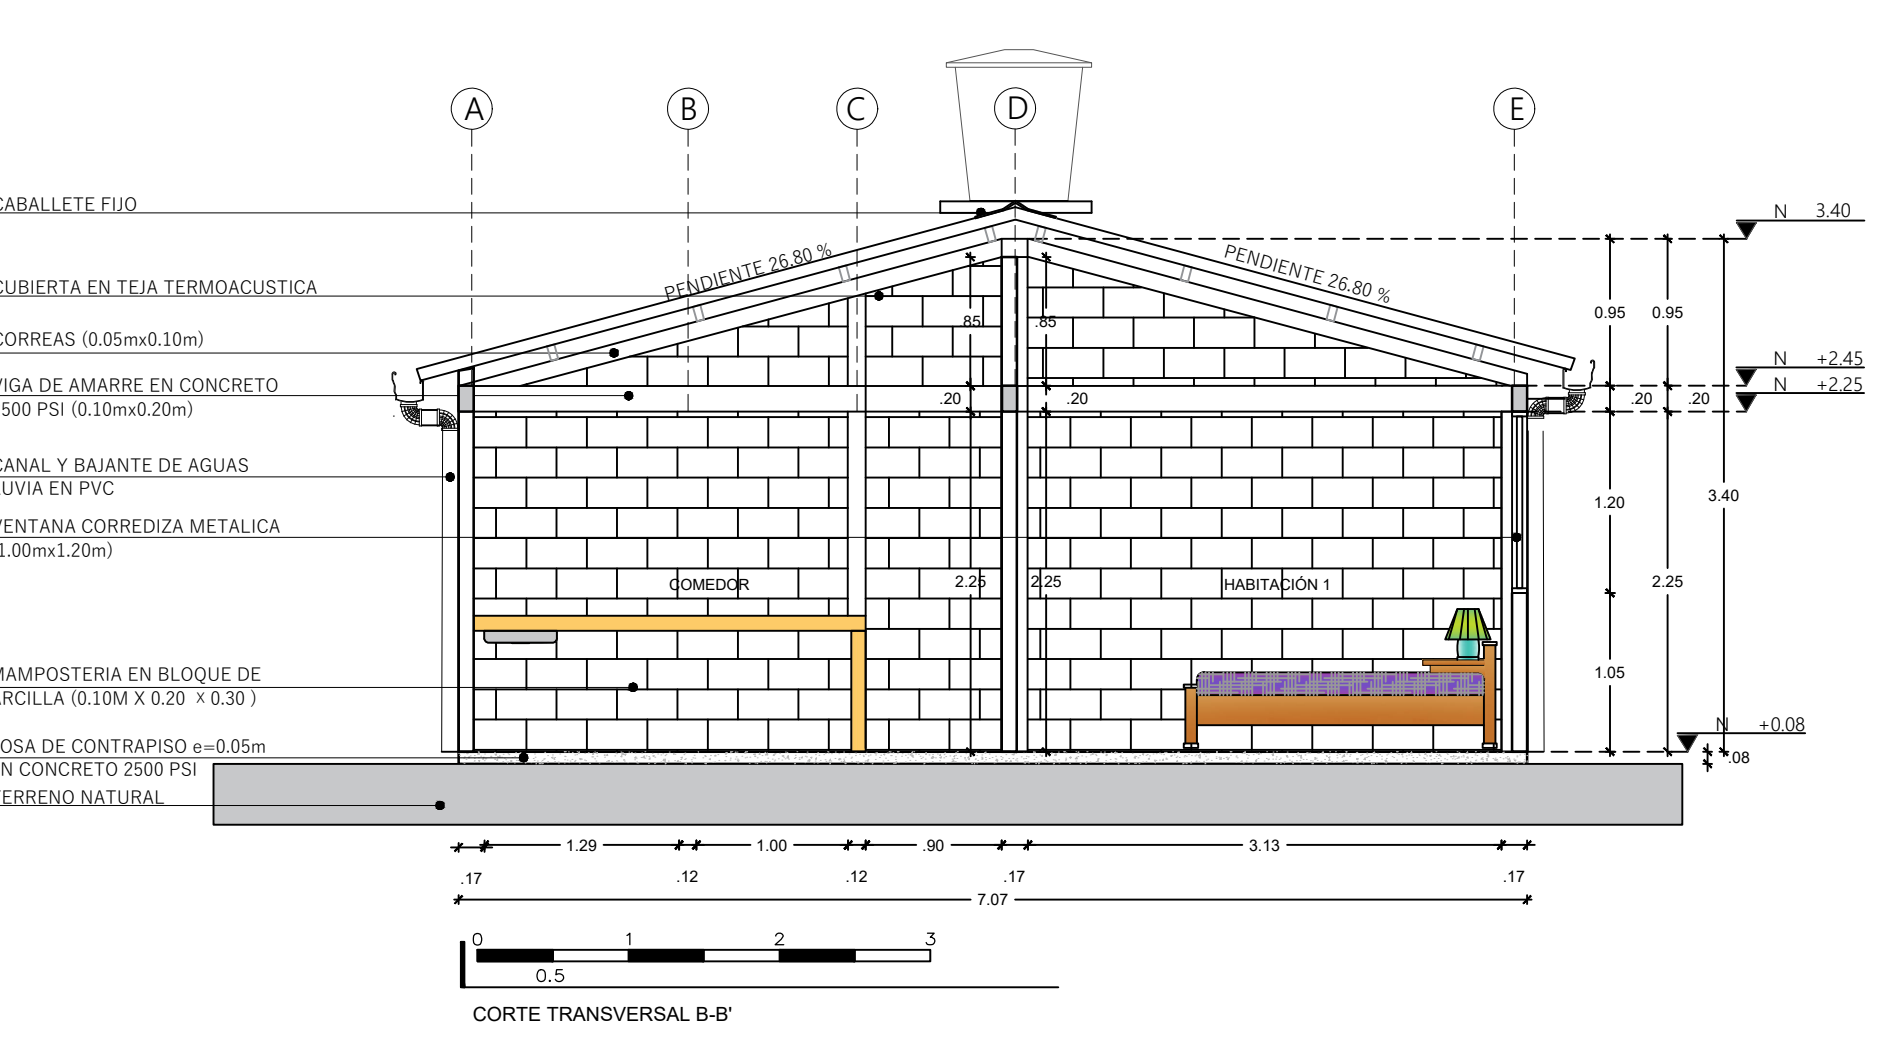 A B C D E
CABALLETE FIJO
N 3.40
PENDIENTE 26.80 %
PENDIENTE 26.80 %
CUBIERTA EN TEJA TERMOACUSTICA
.85 .85
0.95 0.95
CORREAS (0.05mx0.10m)
N +2.45
VIGA DE AMARRE EN CONCRETO
N +2.25
500 PSI (0.10mx0.20m)
.20 .20 .20 .20
CANAL Y BAJANTE DE AGUAS
LUVIA EN PVC
1.20 3.40
VENTANA CORREDIZA METALICA
1.00mx1.20m)
COMEDOR 2.25 2.25 HABITACIÓN 1 2.25
MAMPOSTERIA EN BLOQUE DE
ARCILLA (0.10M X 0.20 x 0.30 )
1.05
N +0.08
LOSA DE CONTRAPISO e=0.05m
.08
EN CONCRETO 2500 PSI
TERRENO NATURAL
1.29 1.00 .90 3.13
.17 .12 .12 .17 .17
7.07
0 1 2 3
0.5
CORTE TRANSVERSAL B-B'